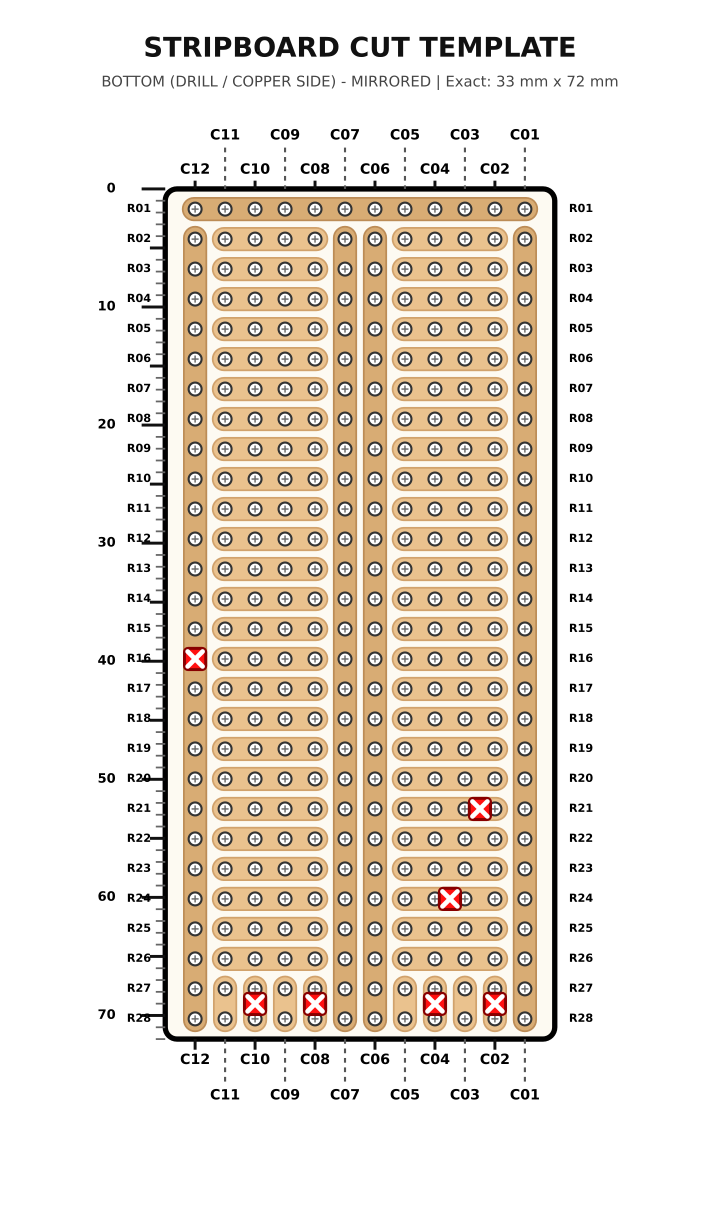 STRIPBOARD CUT TEMPLATE
BOTTOM (DRILL / COPPER SIDE) - MIRRORED | Exact: 33 mm x 72 mm
C11 C09 C07 C05 C03 C01
C12 C10 C08 C06 C04 C02
0
R01 R01
R02 R02
R03 R03
R04 R04
10
R05 R05
R06 R06
R07 R07
R08 R08
20
R09 R09
R10 R10
R11 R11
R12 R12
30
R13 R13
R14 R14
R15 R15
R16 R16
40
R17 R17
R18 R18
R19 R19
50 R20 R20
R21 R21
R22 R22
R23 R23
60 R24 R24
R25 R25
R26 R26
R27 R27
70 R28 R28
C12 C10 C08 C06 C04 C02
C11 C09 C07 C05 C03 C01